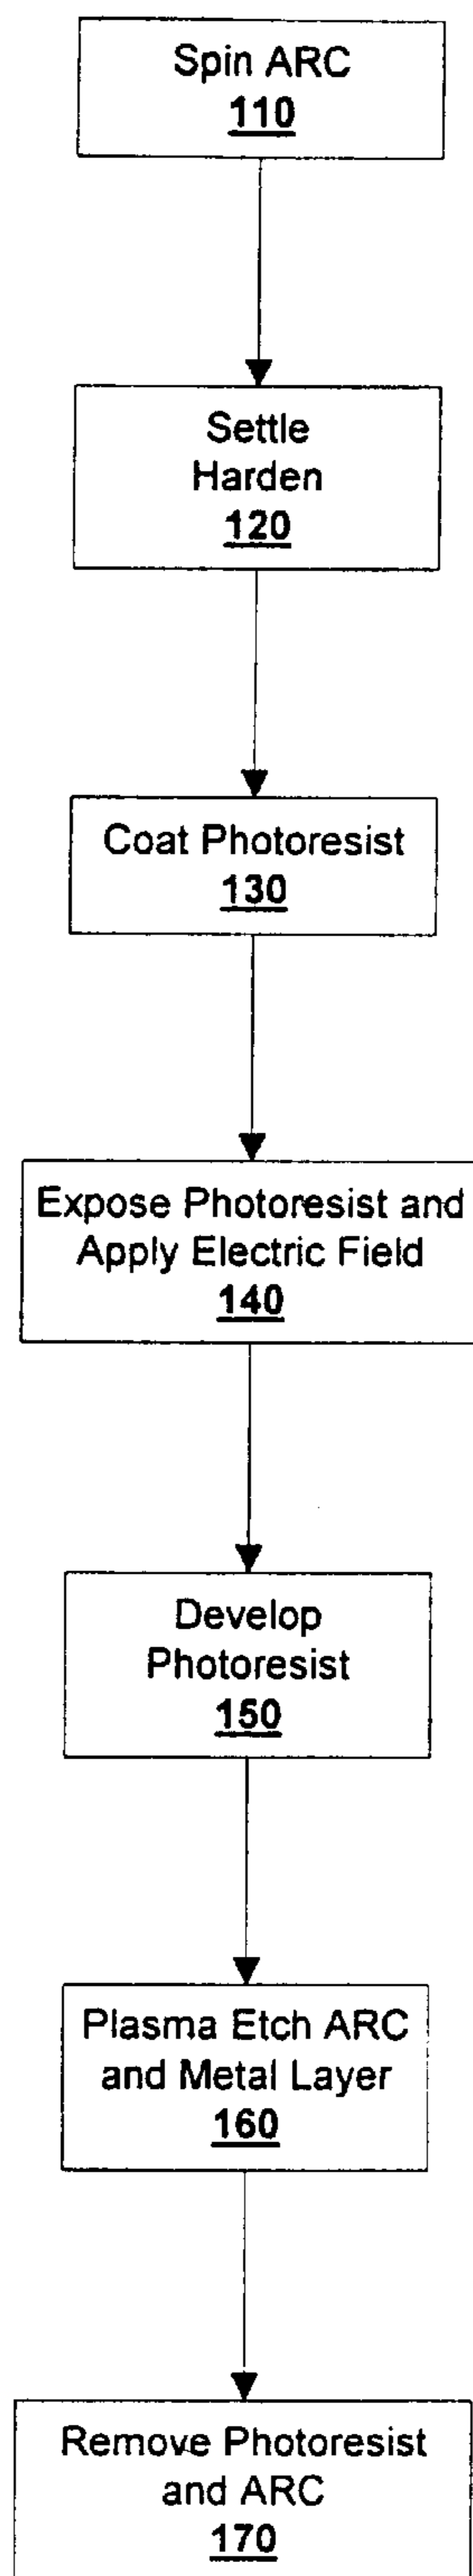 Spin ARC
110
Settle
Harden
120
Coat Photoresist
130
Expose Photoresist and
Apply Electric Field
140
Develop
Photoresist
150
Plasma Etch ARC
and Metal Layer
160
Remove Photoresist
and ARC
170